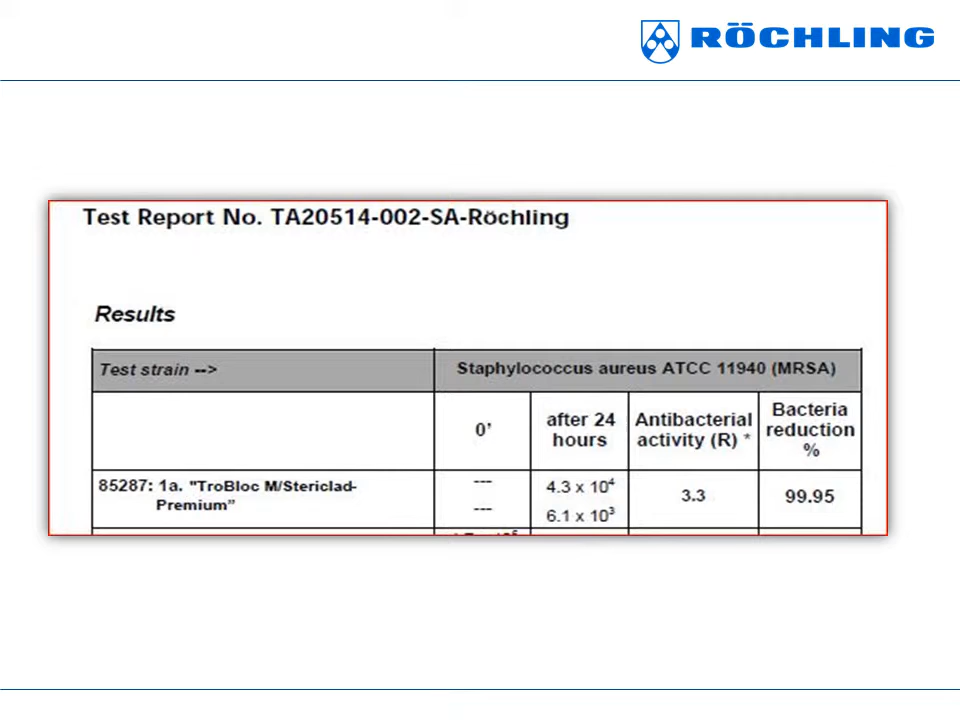 RÖCHLING
Test Report No. TA20514-002-SA-Röchling
Results
Test strain --> Staphylococcus aureus ATCC 11940 (MRSA)
0’ after 24 hours Antibacterial activity (R) * Bacteria reduction %
85287: 1a. "TroBloc M/Stericlad-
Premium”
--- 4.3 x 10⁴
--- 6.1 x 10³
3.3 99.95